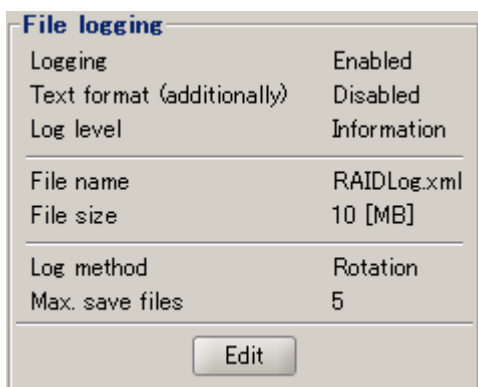 File logging
Logging Enabled
Text format (additionally) Disabled
Log level Information
File name RAIDLog.xml
File size 10 [MB]
Log method Rotation
Max. save files 5
Edit